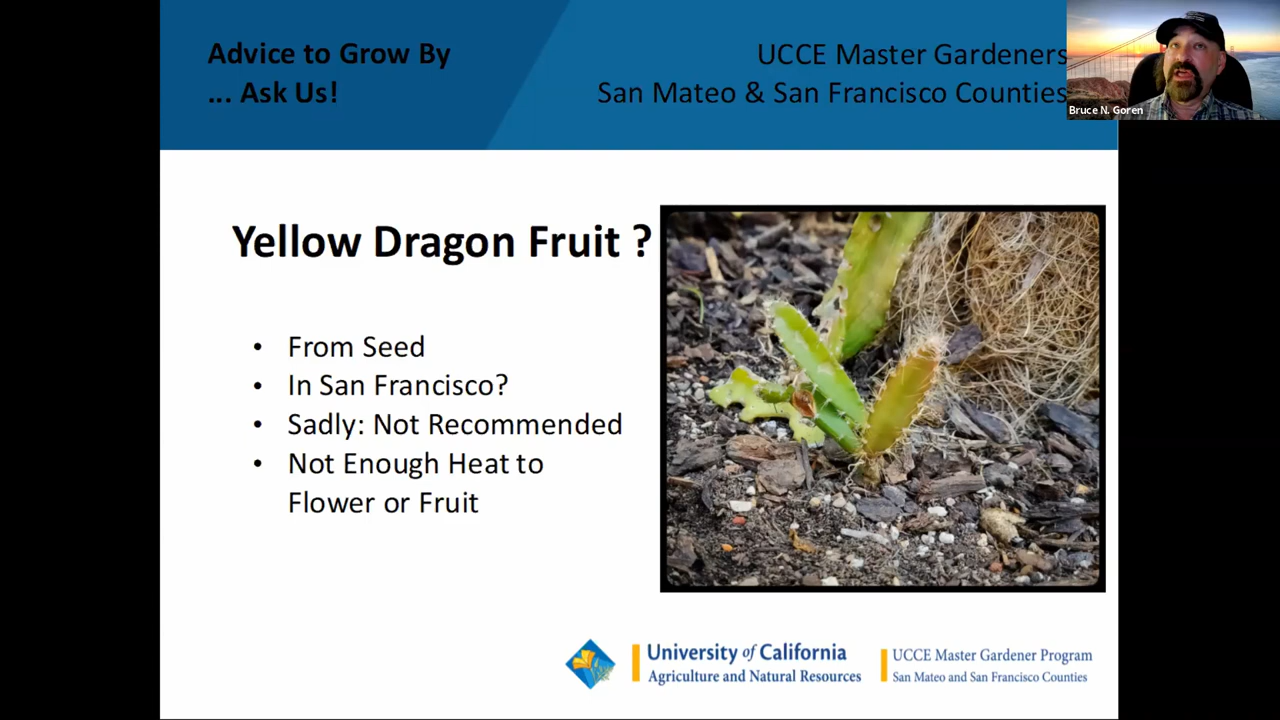 Advice to Grow By
... Ask Us!
UCCE Master Gardeners
San Mateo & San Francisco Counties
Bruce N. Goren
Yellow Dragon Fruit ?
• From Seed
• In San Francisco?
• Sadly: Not Recommended
• Not Enough Heat to
Flower or Fruit
University of California
Agriculture and Natural Resources
UCCE Master Gardener Program
San Mateo and San Francisco Counties